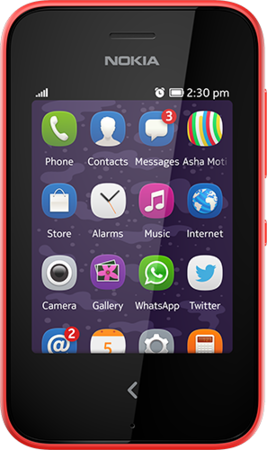 NOKIA
2:30 pm
3
Phone Contacts Messages Asha Moti
Store Alarms Music Internet
Camera Gallery WhatsApp Twitter
@ 2 5